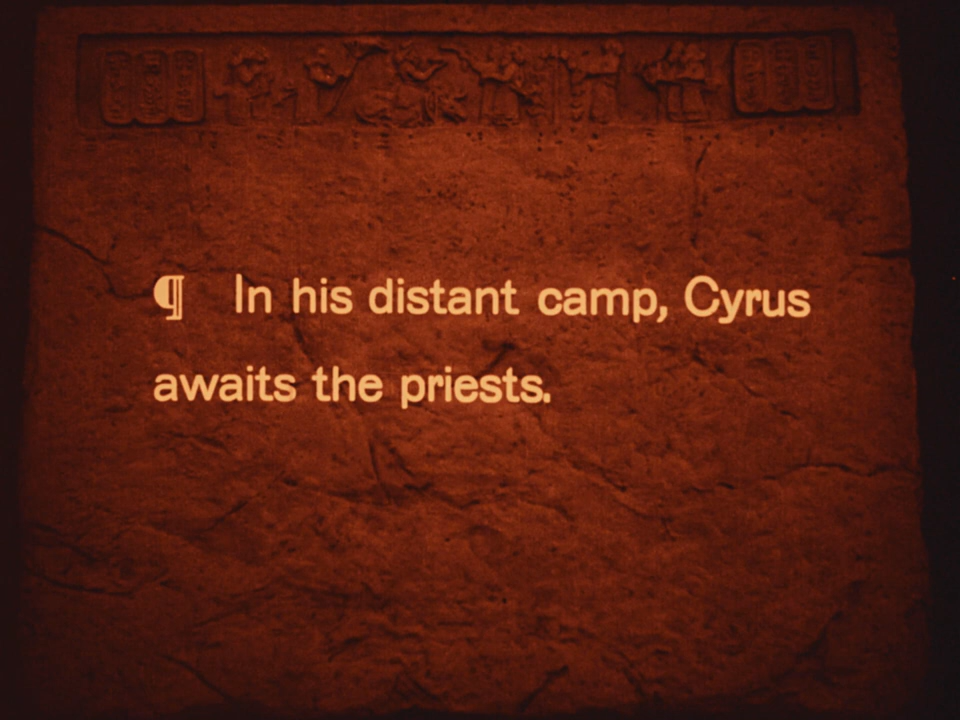 ¶ In his distant camp, Cyrus
awaits the priests.